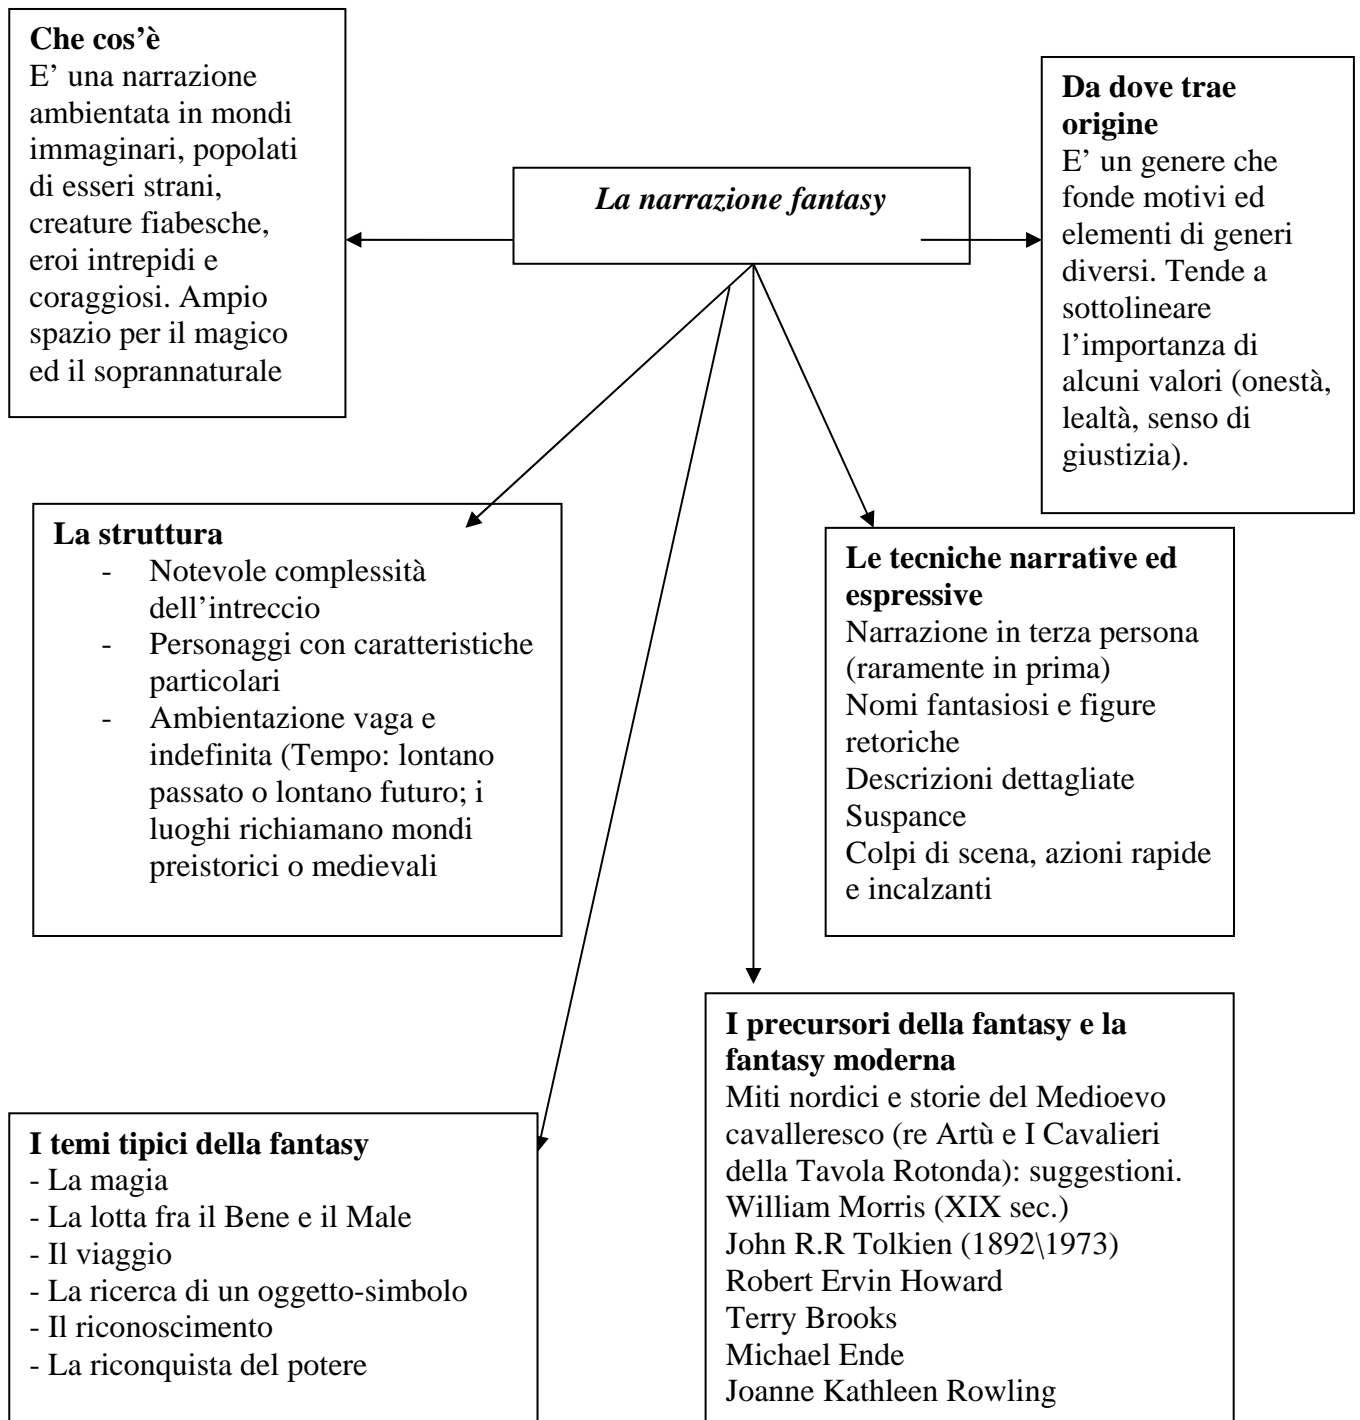 La narrazione fantasy
Che cos’è
E’ una narrazione
ambientata in mondi
immaginari, popolati
di esseri strani,
creature fiabesche,
eroi intrepidi e
coraggiosi. Ampio
spazio per il magico
ed il soprannaturale
Da dove trae
origine
E’ un genere che
fonde motivi ed
elementi di generi
diversi. Tende a
sottolineare
l’importanza di
alcuni valori (onestà,
lealtà, senso di
giustizia).
La struttura
- Notevole complessità
dell’intreccio
- Personaggi con caratteristiche
particolari
- Ambientazione vaga e
indefinita (Tempo: lontano
passato o lontano futuro; i
luoghi richiamano mondi
preistorici o medievali
Le tecniche narrative ed
espressive
Narrazione in terza persona
(raramente in prima)
Nomi fantasiosi e figure
retoriche
Descrizioni dettagliate
Suspance
Colpi di scena, azioni rapide
e incalzanti
I temi tipici della fantasy
- La magia
- La lotta fra il Bene e il Male
- Il viaggio
- La ricerca di un oggetto-simbolo
- Il riconoscimento
- La riconquista del potere
I precursori della fantasy e la
fantasy moderna
Miti nordici e storie del Medioevo
cavalleresco (re Artù e I Cavalieri
della Tavola Rotonda): suggestioni.
William Morris (XIX sec.)
John R.R Tolkien (1892\1973)
Robert Ervin Howard
Terry Brooks
Michael Ende
Joanne Kathleen Rowling